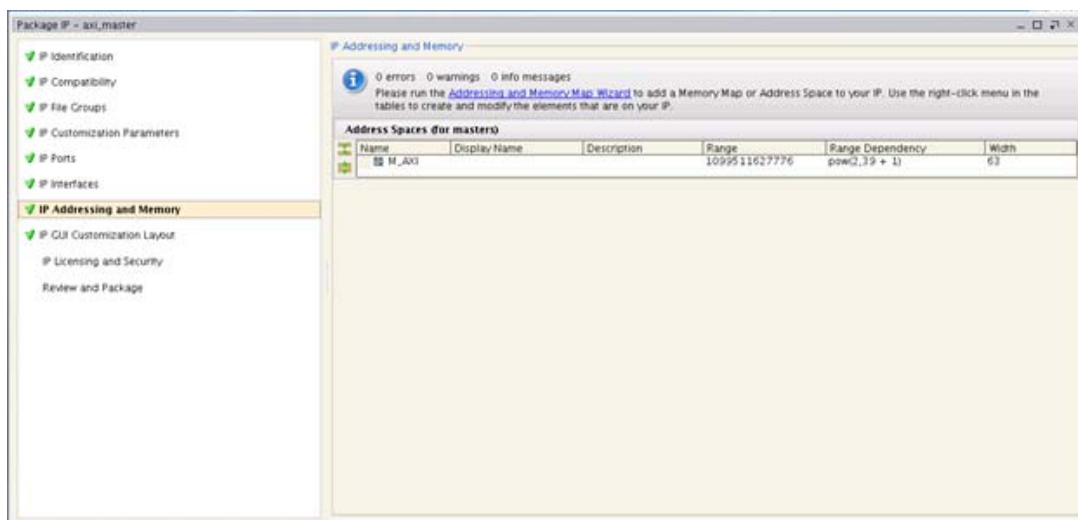 Package IP - axi_master
IP Identification
IP Compatibility
IP File Groups
IP Customization Parameters
IP Ports
IP Interfaces
IP Addressing and Memory
IP GUI Customization Layout
IP Licensing and Security
Review and Package
IP Addressing and Memory
0 errors 0 warnings 0 info messages
Please run the Addressing and Memory Map Wizard to add a Memory Map or Address Space to your IP. Use the right-click menu in the
tables to create and modify the elements that are on your IP.
Address Spaces (for masters)
Name Display Name Description Range Range Dependency Width
M_AXI 1099511627776 pow(2,39 + 1) 63